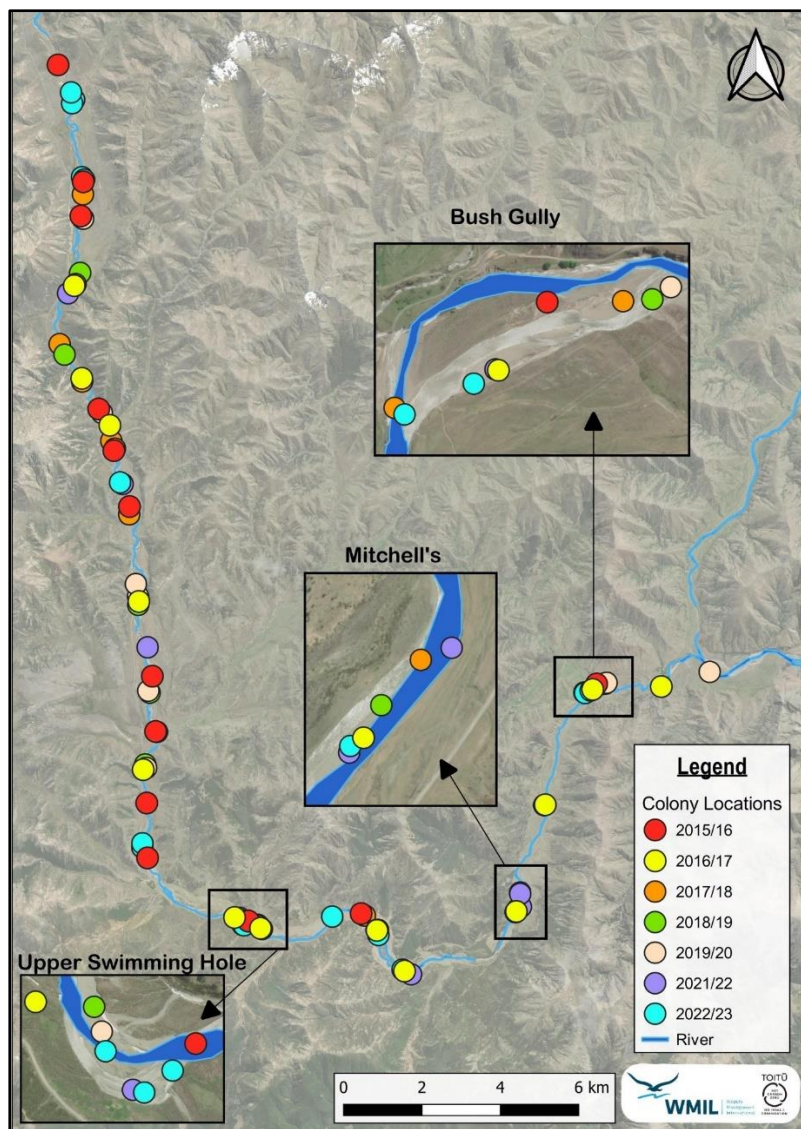 Bush Gully
Mitchell's
Upper Swimming Hole
Legend
Colony Locations
2015/16
2016/17
2017/18
2018/19
2019/20
2021/22
2022/23
River
0 2 4 6 km
WMIL
TOITŪ